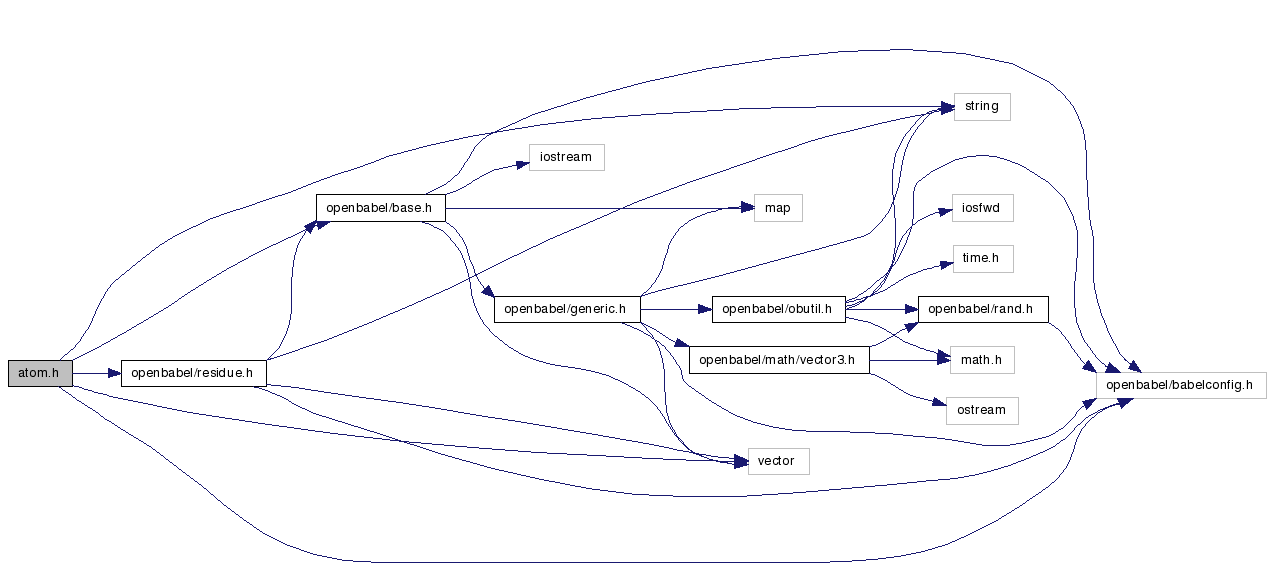 string
iostream
openbabel/base.h
map
iosfwd
time.h
openbabel/generic.h
openbabel/obutil.h
openbabel/rand.h
openbabel/math/vector3.h
math.h
atom.h
openbabel/residue.h
openbabel/babelconfig.h
ostream
vector